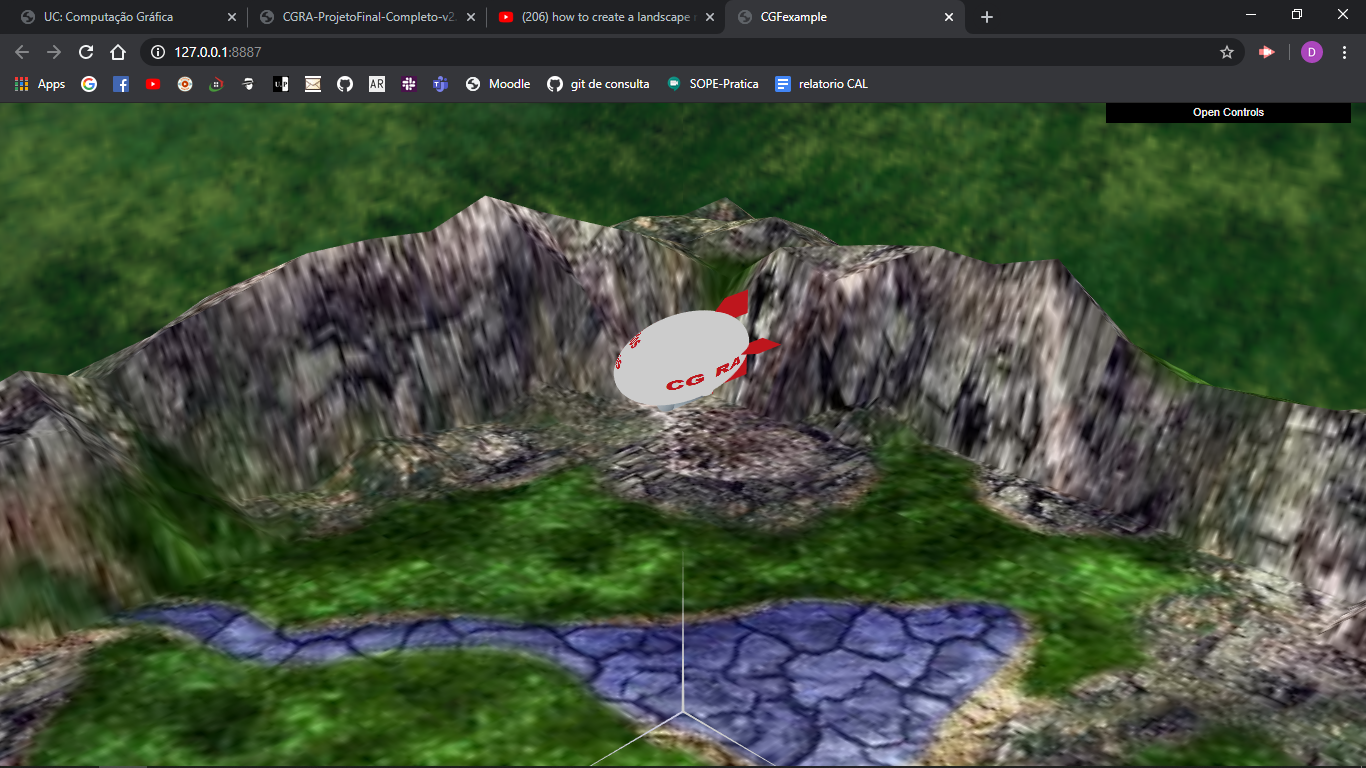 UC: Computação Gráfica
CGRA-ProjetoFinal-Completo-v2.
(206) how to create a landscape
CGFexample
127.0.0.1:8887
D
Apps
AR
Moodle
git de consulta
SOPE-Pratica
relatorio CAL
Open Controls
CG RA